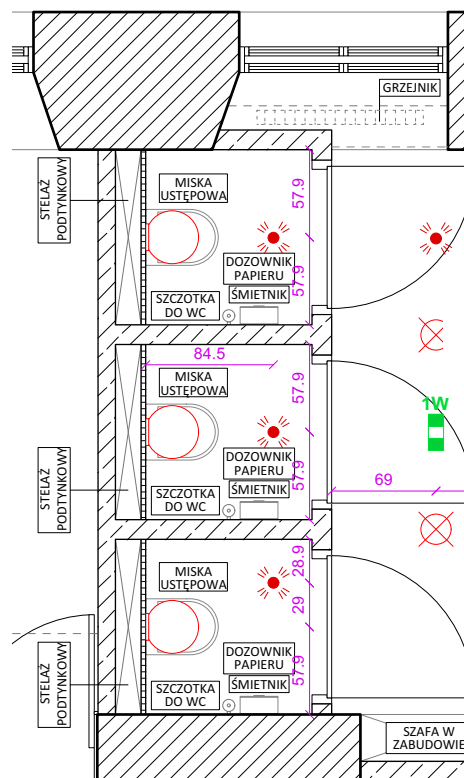 GRZEJNIK
STELAŻ
PODTYNKOWY
MISKA
USTĘPOWA
57.9
DOZOWNIK
PAPIERU
57.9
SZCZOTKA
DO WC
ŚMIETNIK
84.5
57.9
MISKA
USTĘPOWA
1W
STELAŻ
PODTYNKOWY
DOZOWNIK
PAPIERU
57.9
69
SZCZOTKA
DO WC
ŚMIETNIK
28.9
MISKA
USTĘPOWA
29
STELAŻ
PODTYNKOWY
DOZOWNIK
PAPIERU
57.9
SZCZOTKA
DO WC
ŚMIETNIK
SZAFA W
ZABUDOWIE